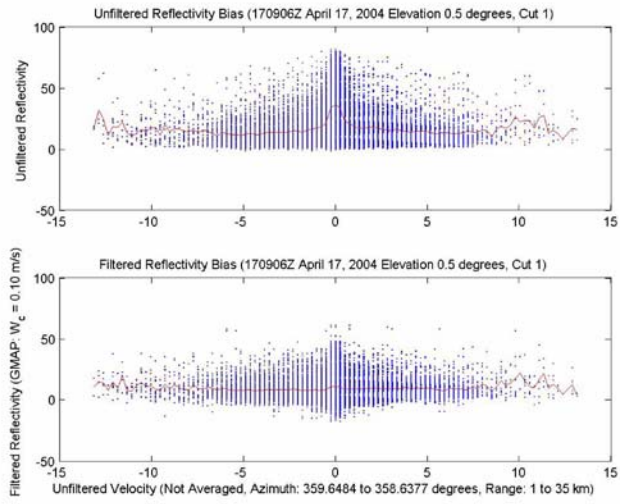 Unfiltered Reflectivity Bias (170906Z April 17, 2004 Elevation 0.5 degrees, Cut 1)
Unfiltered Reflectivity
100
50
0
-50
-15 -10 -5 0 5 10 15
Filtered Reflectivity Bias (170906Z April 17, 2004 Elevation 0.5 degrees, Cut 1)
Filtered Reflectivity (GMAP: Wc = 0.10 m/s)
100
50
0
-50
-15 -10 -5 0 5 10 15
Unfiltered Velocity (Not Averaged, Azimuth: 359.6484 to 358.6377 degrees, Range: 1 to 35 km)